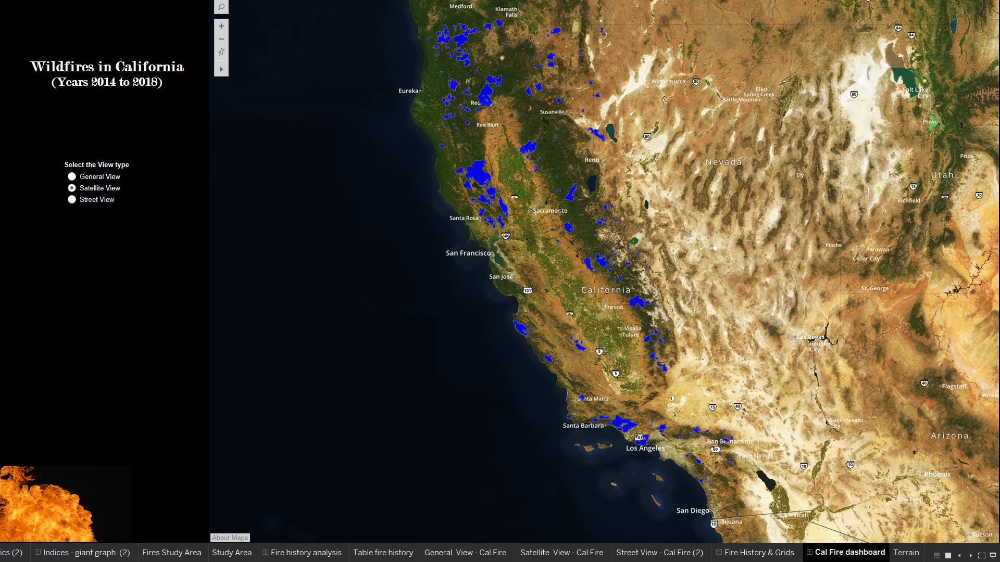 Wildfires in California
(Years 2014 to 2018)
Select the View type
General View
Satellite View
Street View
Medford
Klamath
Falls
84
84
Eureka
Winnemucca
80
Elko
Spring Creek
Battle Mountain
80
Salt Lake
City
Susanville
Red Bluff
80
Provo
Reno
Fernley
Nevada
Price
Utah
Ely
15
Richfield
70
Sacramento
Santa Rosa
680
Tonopah
Pioche
Parowan
Cedar City
San Francisco
San José
101
California
St. George
Fresno
Visalia
Tulare
Las Vegas
Boulder
City
5
5
40
Flagstaff
Santa Maria
15
40
Lake Havasu
City
Santa Barbara
Arizona
101
San Bernardino
Los Angeles
60
Palm Springs
10
10
Phoenix
Gila Bend
San Diego
Mexicali
Tijuana
Tucson
About Maps
ics (2)
Indices - giant graph (2)
Fires Study Area
Study Area
Fire history analysis
Table fire history
General View - Cal Fire
Satellite View - Cal Fire
Street View - Cal Fire (2)
Fire History & Grids
Cal Fire dashboard
Terrain